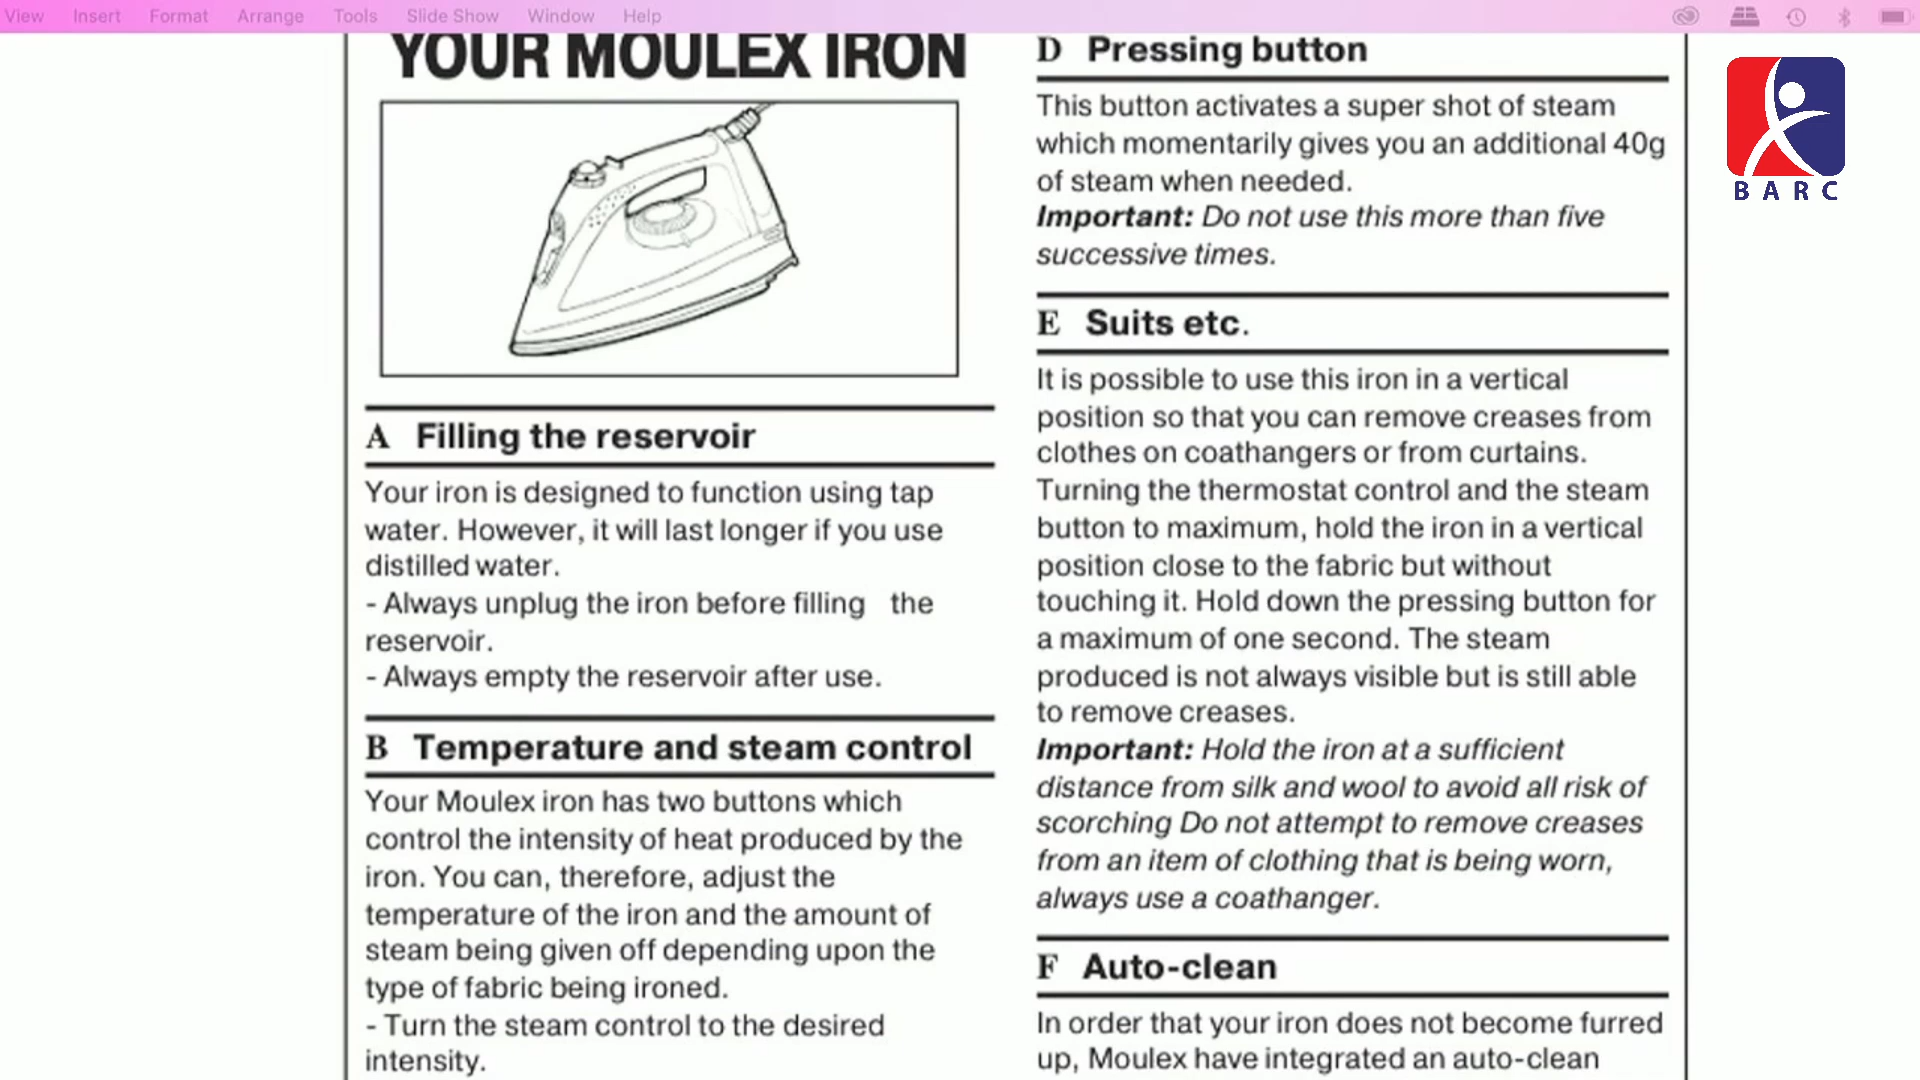 View Insert Format Arrange Tools Slide Show Window Help
YOUR MOULEX IRON
A Filling the reservoir
Your iron is designed to function using tap
water. However, it will last longer if you use
distilled water.
- Always unplug the iron before filling the
reservoir.
- Always empty the reservoir after use.
B Temperature and steam control
Your Moulex iron has two buttons which
control the intensity of heat produced by the
iron. You can, therefore, adjust the
temperature of the iron and the amount of
steam being given off depending upon the
type of fabric being ironed.
- Turn the steam control to the desired
intensity.
D Pressing button
This button activates a super shot of steam
which momentarily gives you an additional 40g
of steam when needed.
Important: Do not use this more than five
successive times.
E Suits etc.
It is possible to use this iron in a vertical
position so that you can remove creases from
clothes on coathangers or from curtains.
Turning the thermostat control and the steam
button to maximum, hold the iron in a vertical
position close to the fabric but without
touching it. Hold down the pressing button for
a maximum of one second. The steam
produced is not always visible but is still able
to remove creases.
Important: Hold the iron at a sufficient
distance from silk and wool to avoid all risk of
scorching Do not attempt to remove creases
from an item of clothing that is being worn,
always use a coathanger.
F Auto-clean
In order that your iron does not become furred
up, Moulex have integrated an auto-clean
BARC